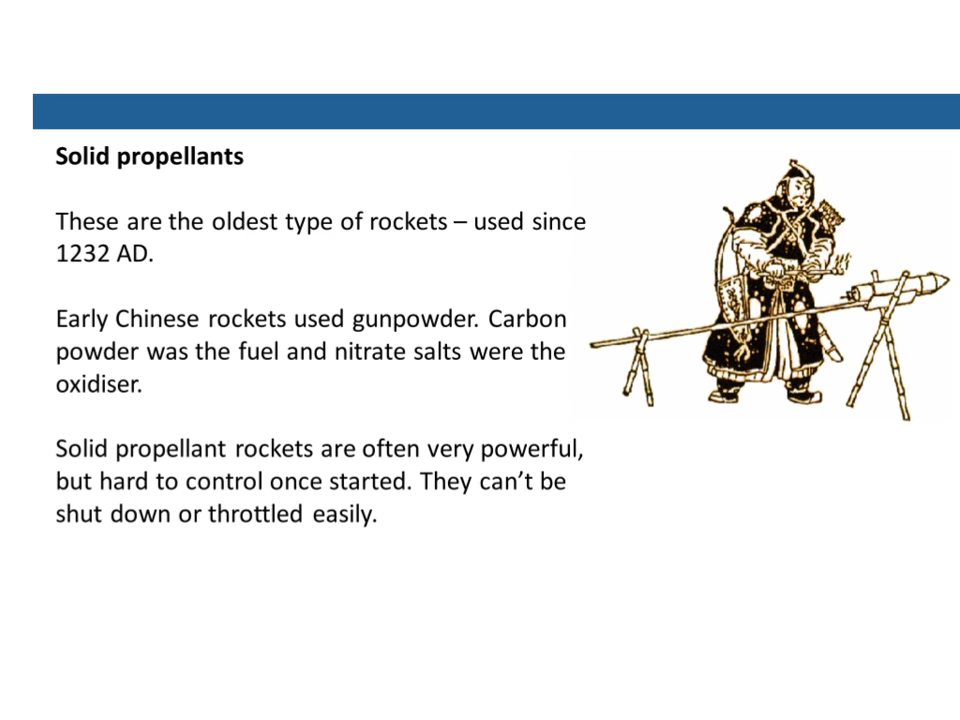 Solid propellants
These are the oldest type of rockets – used since
1232 AD.
Early Chinese rockets used gunpowder. Carbon
powder was the fuel and nitrate salts were the
oxidiser.
Solid propellant rockets are often very powerful,
but hard to control once started. They can’t be
shut down or throttled easily.